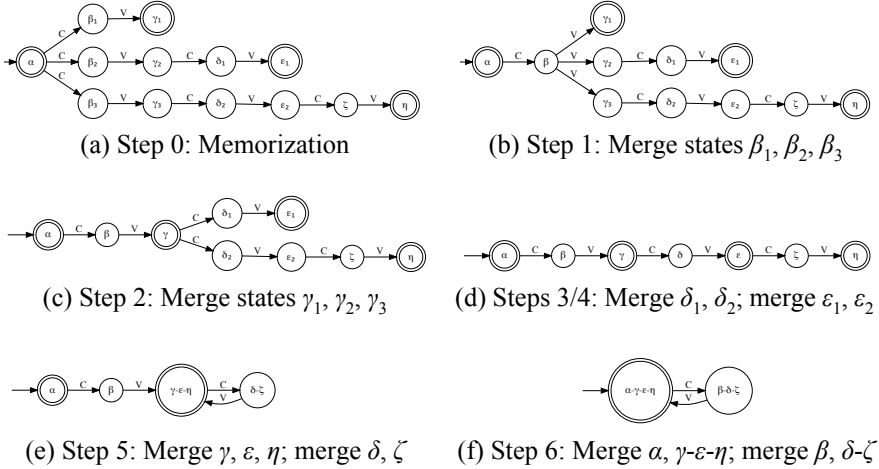 C β₁ V γ₁
α C β₂ V γ₂ C δ₁ V ε₁
C β₃ V γ₃ C δ₂ V ε₂ C ζ V η
(a) Step 0: Memorization
γ₁
V
α C β V γ₂ C δ₁ V ε₁
V γ₃ C δ₂ V ε₂ C ζ V η
(b) Step 1: Merge states β₁, β₂, β₃
C δ₁ V ε₁
α C β V γ
C δ₂ V ε₂ C ζ V η
(c) Step 2: Merge states γ₁, γ₂, γ₃
α C β V γ C δ V ε C ζ V η
(d) Steps 3/4: Merge δ₁, δ₂; merge ε₁, ε₂
α C β V γ-ε-η C V δ-ζ
(e) Step 5: Merge γ, ε, η; merge δ, ζ
α-γ-ε-η C V β-δ-ζ
(f) Step 6: Merge α, γ-ε-η; merge β, δ-ζ